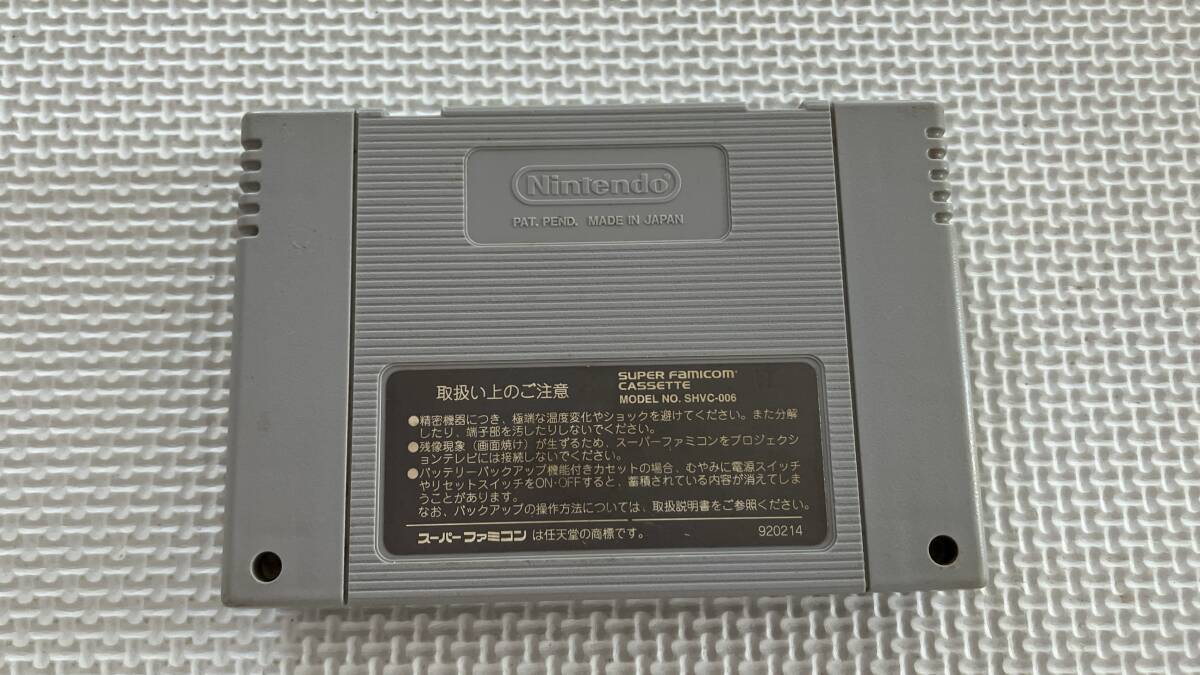 Nintendo®
PAT. PEND. MADE IN JAPAN
取扱い上のご注意
SUPER FAMICOM
CASSETTE
MODEL NO. SHVC-006
●精密機器につき、極端な温度変化やショックを避けてください。また分解
したり、端子部を汚したりしないでください。
●残像現象（画面焼け）が生ずるため、スーパーファミコンをプロジェクシ
ョンテレビには接続しないでください。
●バッテリーバックアップ機能付きカセットの場合、むやみに電源スイッチ
やリセットスイッチをON・OFFすると、蓄積されている内容が消えてしま
うことがあります。
なお、バックアップの操作方法については、取扱説明書をご参照ください。
スーパーファミコン は任天堂の商標です。
920214